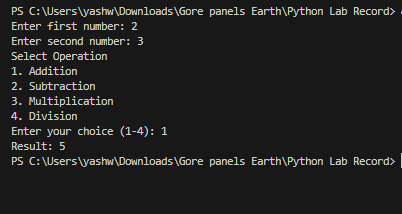 PS C:\Users\yashw\Downloads\Gore panels Earth\Python Lab Record>
Enter first number: 2
Enter second number: 3
Select Operation
1. Addition
2. Subtraction
3. Multiplication
4. Division
Enter your choice (1-4): 1
Result: 5
PS C:\Users\yashw\Downloads\Gore panels Earth\Python Lab Record>